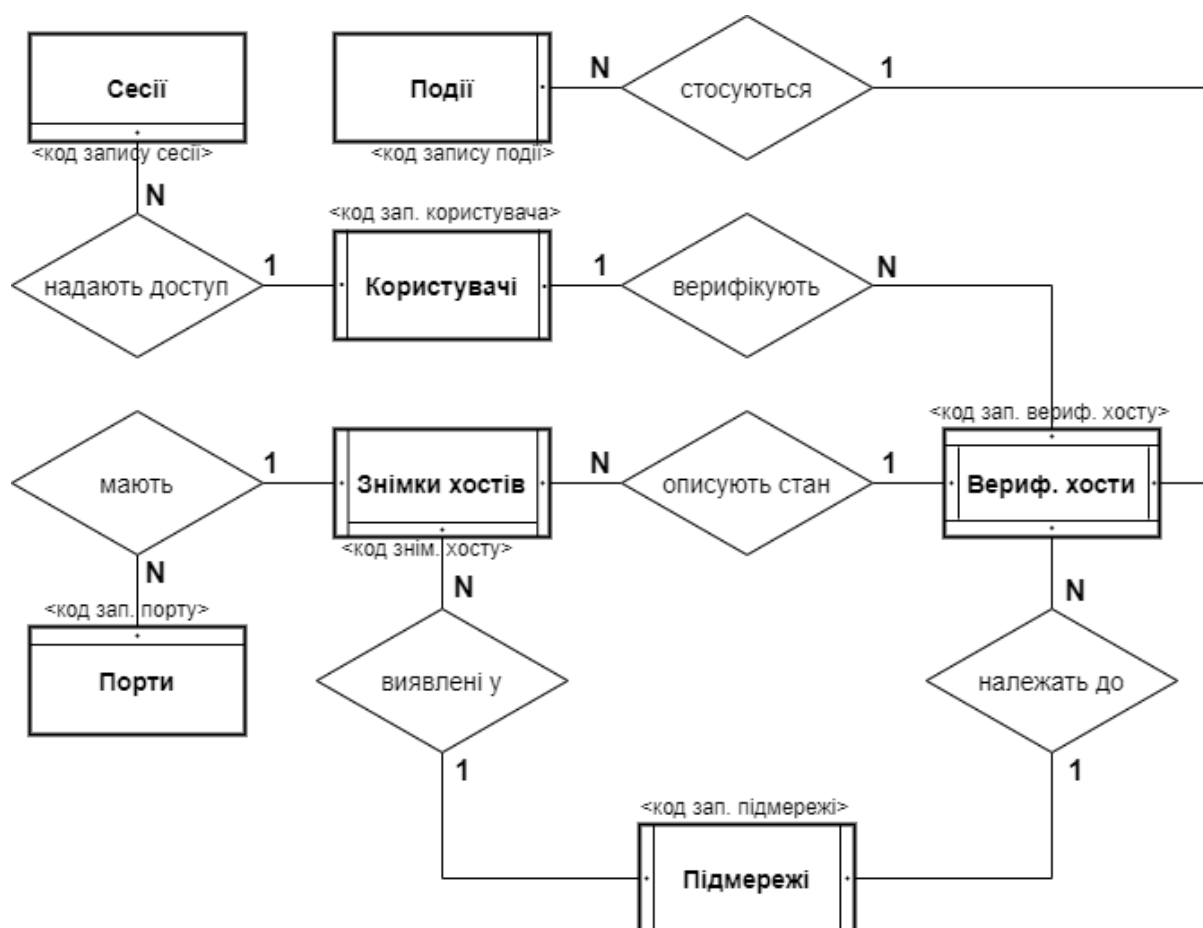 Сесії
Події
N
стосуються
1
<код запису сесії>
<код запису події>
N
<код зап. користувача>
надають доступ
1
Користувачі
1
верифікують
N
<код зап. вериф. хосту>
мають
1
Знімки хостів
N
описують стан
1
Вериф. хости
<код знім. хосту>
N
N
N
<код зап. порту>
Порти
виявлені у
належать до
1
1
<код зап. підмережі>
Підмережі